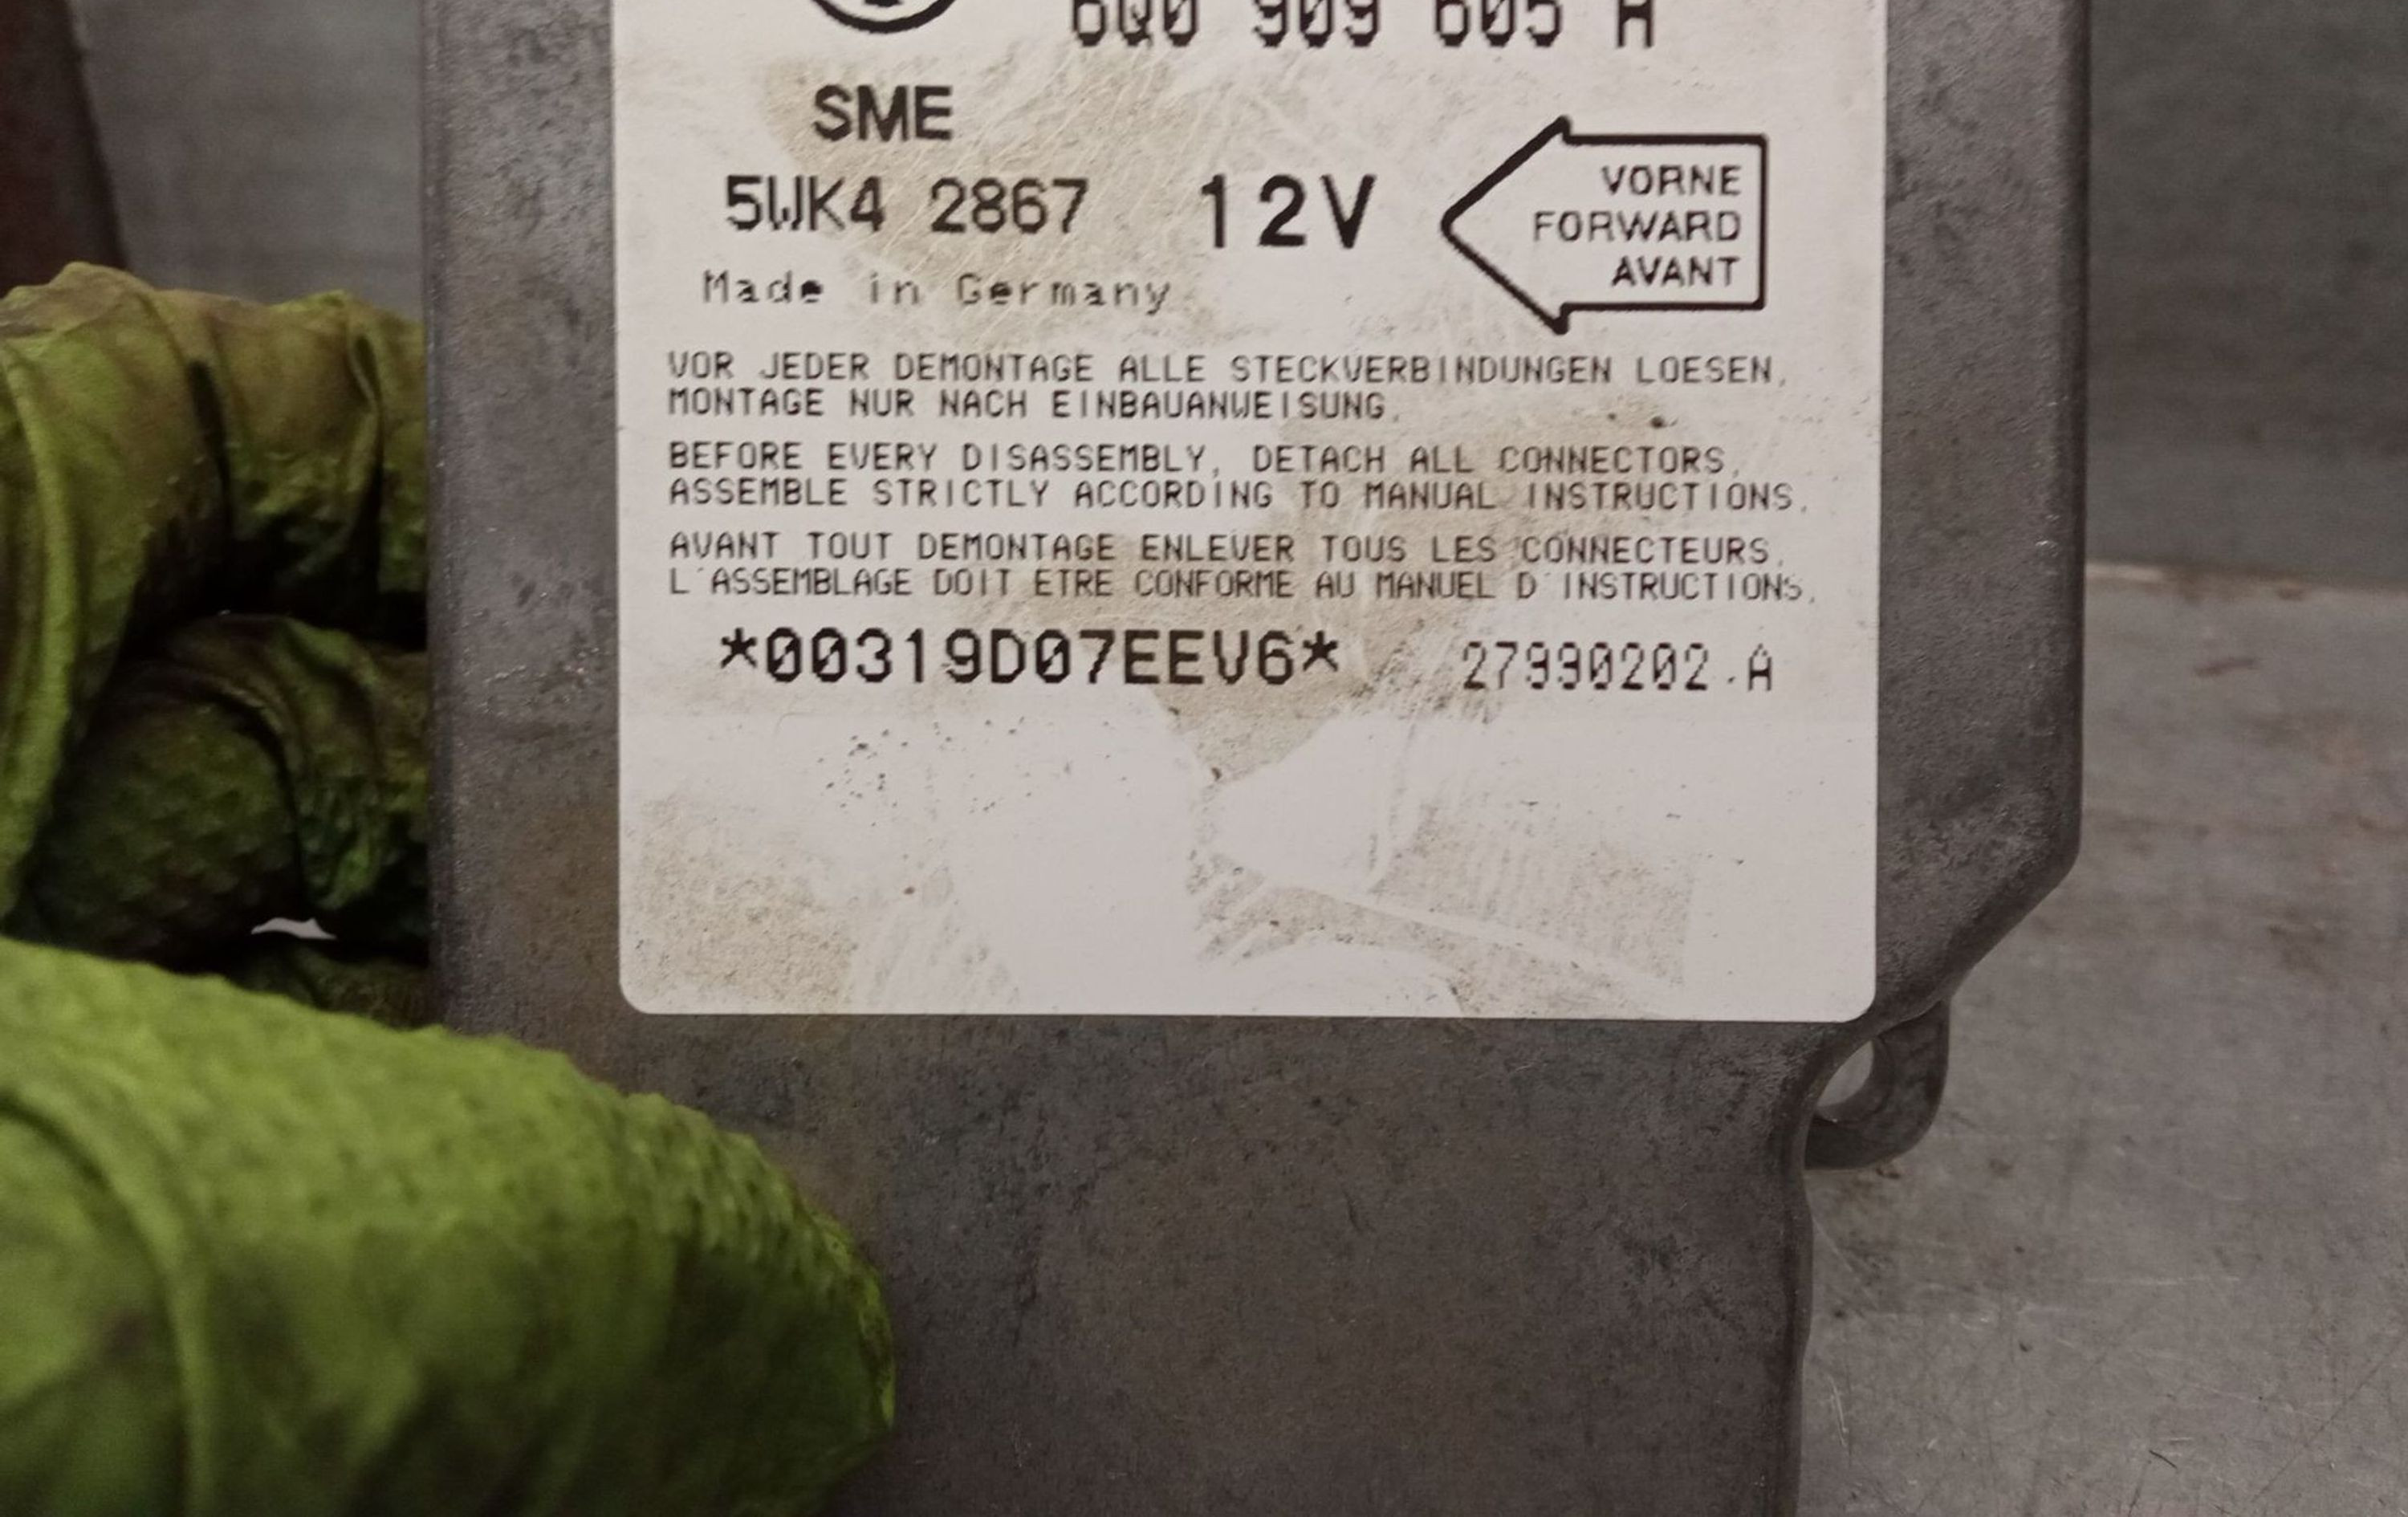 6Q0 909 605 A
SME
5WK4 2867 12V
VORNE
FORWARD
AVANT
Made in Germany
VOR JEDER DEMONTAGE ALLE STECKVERBINDUNGEN LOESEN.
MONTAGE NUR NACH EINBAUANWEISUNG.
BEFORE EVERY DISASSEMBLY, DETACH ALL CONNECTORS.
ASSEMBLE STRICTLY ACCORDING TO MANUAL INSTRUCTIONS.
AVANT TOUT DEMONTAGE ENLEVER TOUS LES CONNECTEURS.
L'ASSEMBLAGE DOIT ETRE CONFORME AU MANUEL D'INSTRUCTIONS.
*00319D07EEV6* 27990202.A